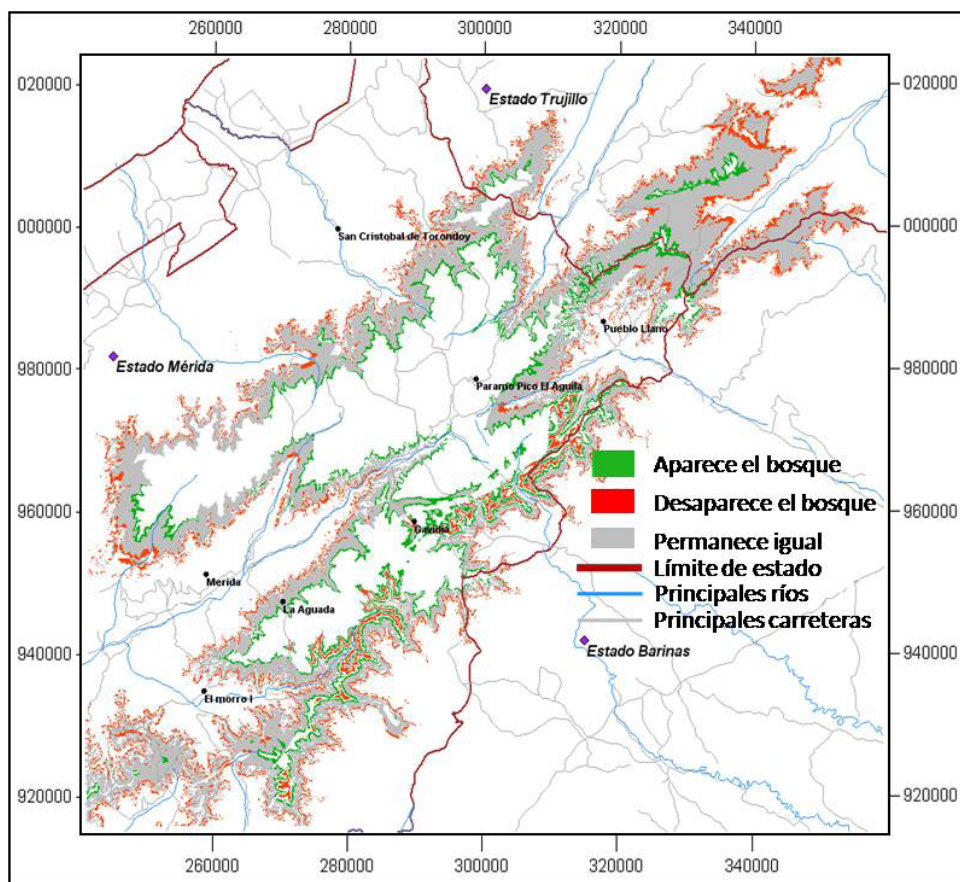 260000 280000 300000 320000 340000
020000 020000
Estado Trujillo
000000 000000
San Cristobal de Torondoy
Pueblo Llano
980000 980000
Estado Mérida
Paramo Pico El Aguila
Aparece el bosque
Desaparece el bosque
960000 960000
Gavidia
Permanece igual
Límite de estado
Merida
Principales ríos
La Aguada
Principales carreteras
940000 940000
Estado Barinas
El morro I
920000 920000
260000 280000 300000 320000 340000